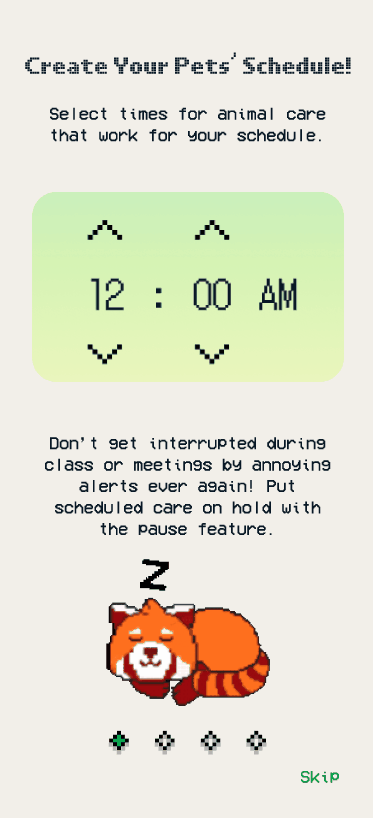 Create Your Pets' Schedule!
Select times for animal care
that work for your schedule.
12 : 00 AM
Don't get interrupted during
class or meetings by annoying
alerts ever again! Put
scheduled care on hold with
the pause feature.
Z
Skip